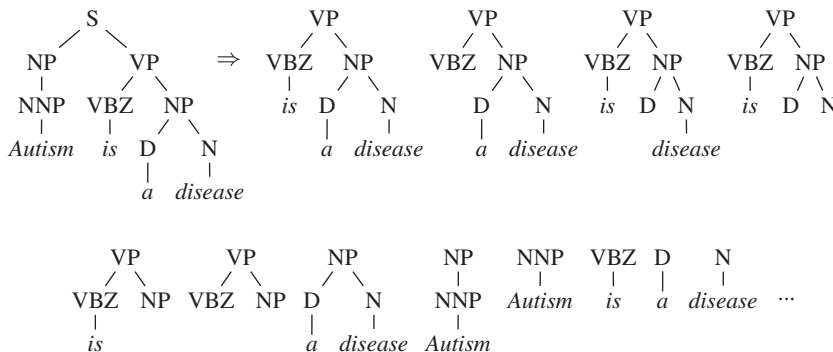 S VP VP VP VP
NP VP ⇒ VBZ NP VBZ NP VBZ NP VBZ NP
NNP VBZ NP is D N D N is D N is D N
Autism is D N a disease a disease disease
a disease
VP VP NP NP NNP VBZ D N
VBZ NP VBZ NP D N NNP Autism is a disease ...
is a disease Autism